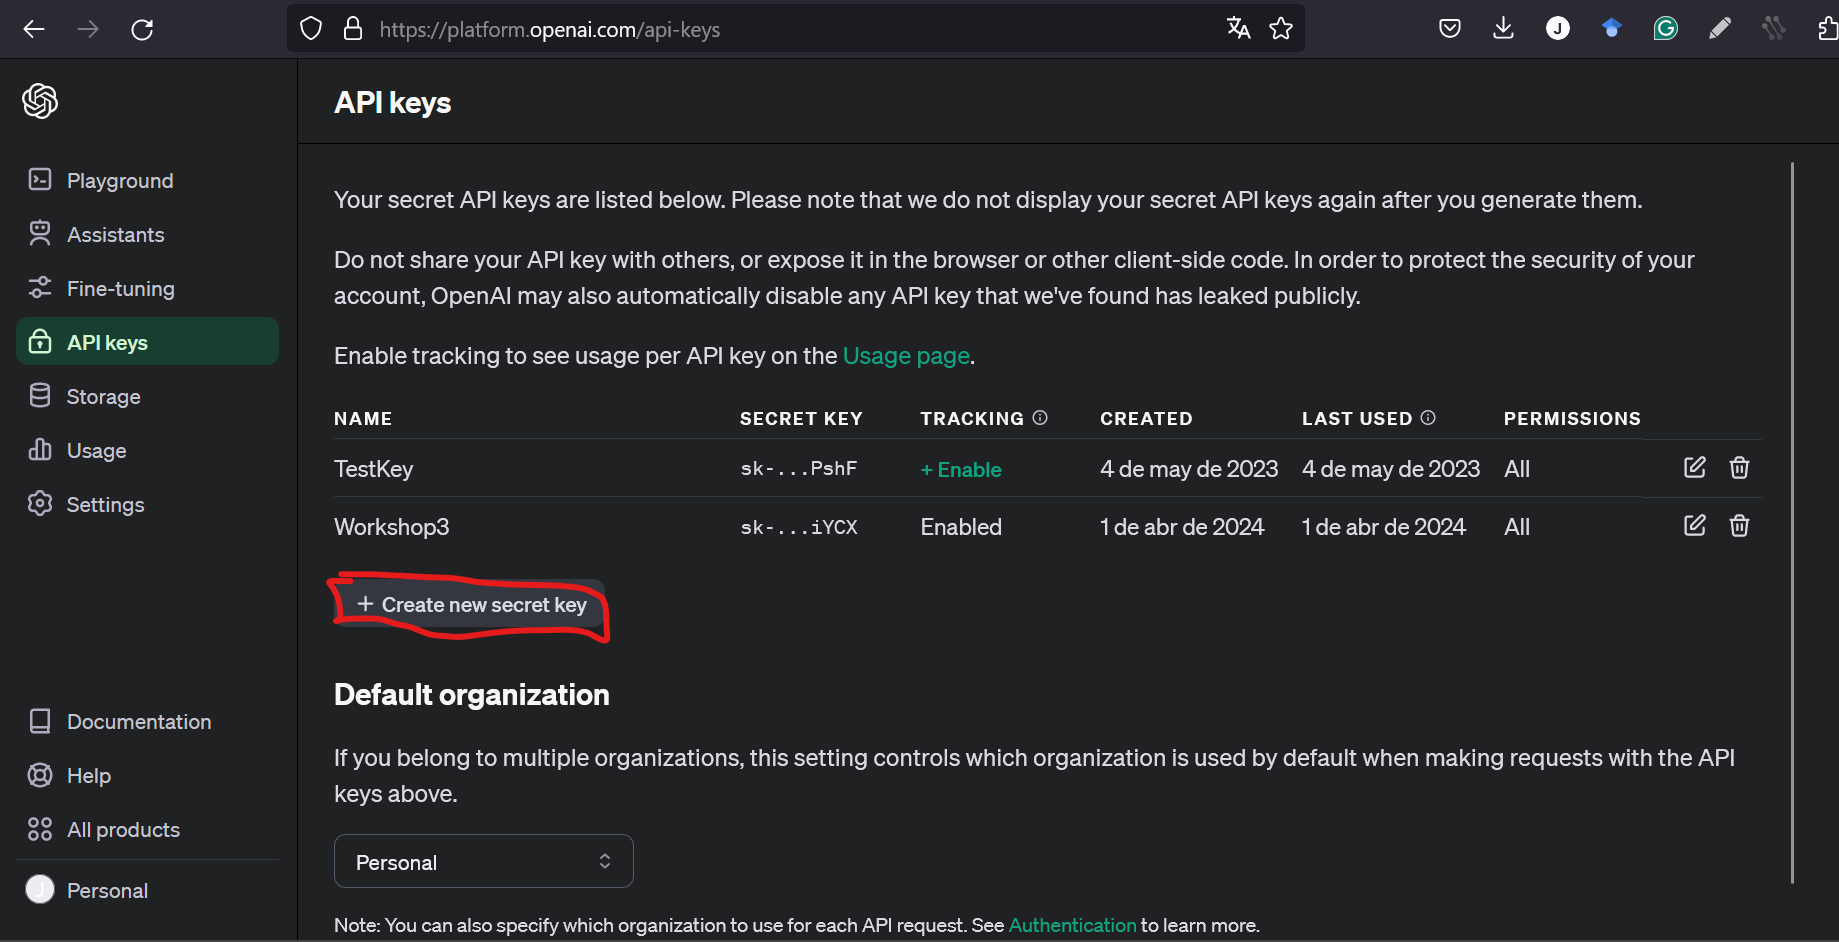 https://platform.openai.com/api-keys
J
G
API keys
Playground
Assistants
Fine-tuning
API keys
Storage
Usage
Settings
Documentation
Help
All products
J
Personal
Your secret API keys are listed below. Please note that we do not display your secret API keys again after you generate them.
Do not share your API key with others, or expose it in the browser or other client-side code. In order to protect the security of your
account, OpenAI may also automatically disable any API key that we've found has leaked publicly.
Enable tracking to see usage per API key on the Usage page.
NAME SECRET KEY TRACKING CREATED LAST USED PERMISSIONS
TestKey sk-...PshF + Enable 4 de may de 2023 4 de may de 2023 All
Workshop3 sk-...iYCX Enabled 1 de abr de 2024 1 de abr de 2024 All
+ Create new secret key
Default organization
If you belong to multiple organizations, this setting controls which organization is used by default when making requests with the API
keys above.
Personal
Note: You can also specify which organization to use for each API request. See Authentication to learn more.